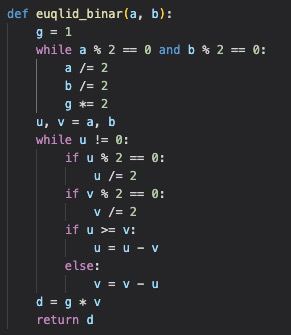 def euqlid_binar(a, b):
    g = 1
    while a % 2 == 0 and b % 2 == 0:
        a /= 2
        b /= 2
        g *= 2
    u, v = a, b
    while u != 0:
        if u % 2 == 0:
            u /= 2
        if v % 2 == 0:
            v /= 2
        if u >= v:
            u = u - v
        else:
            v = v - u
    d = g * v
    return d